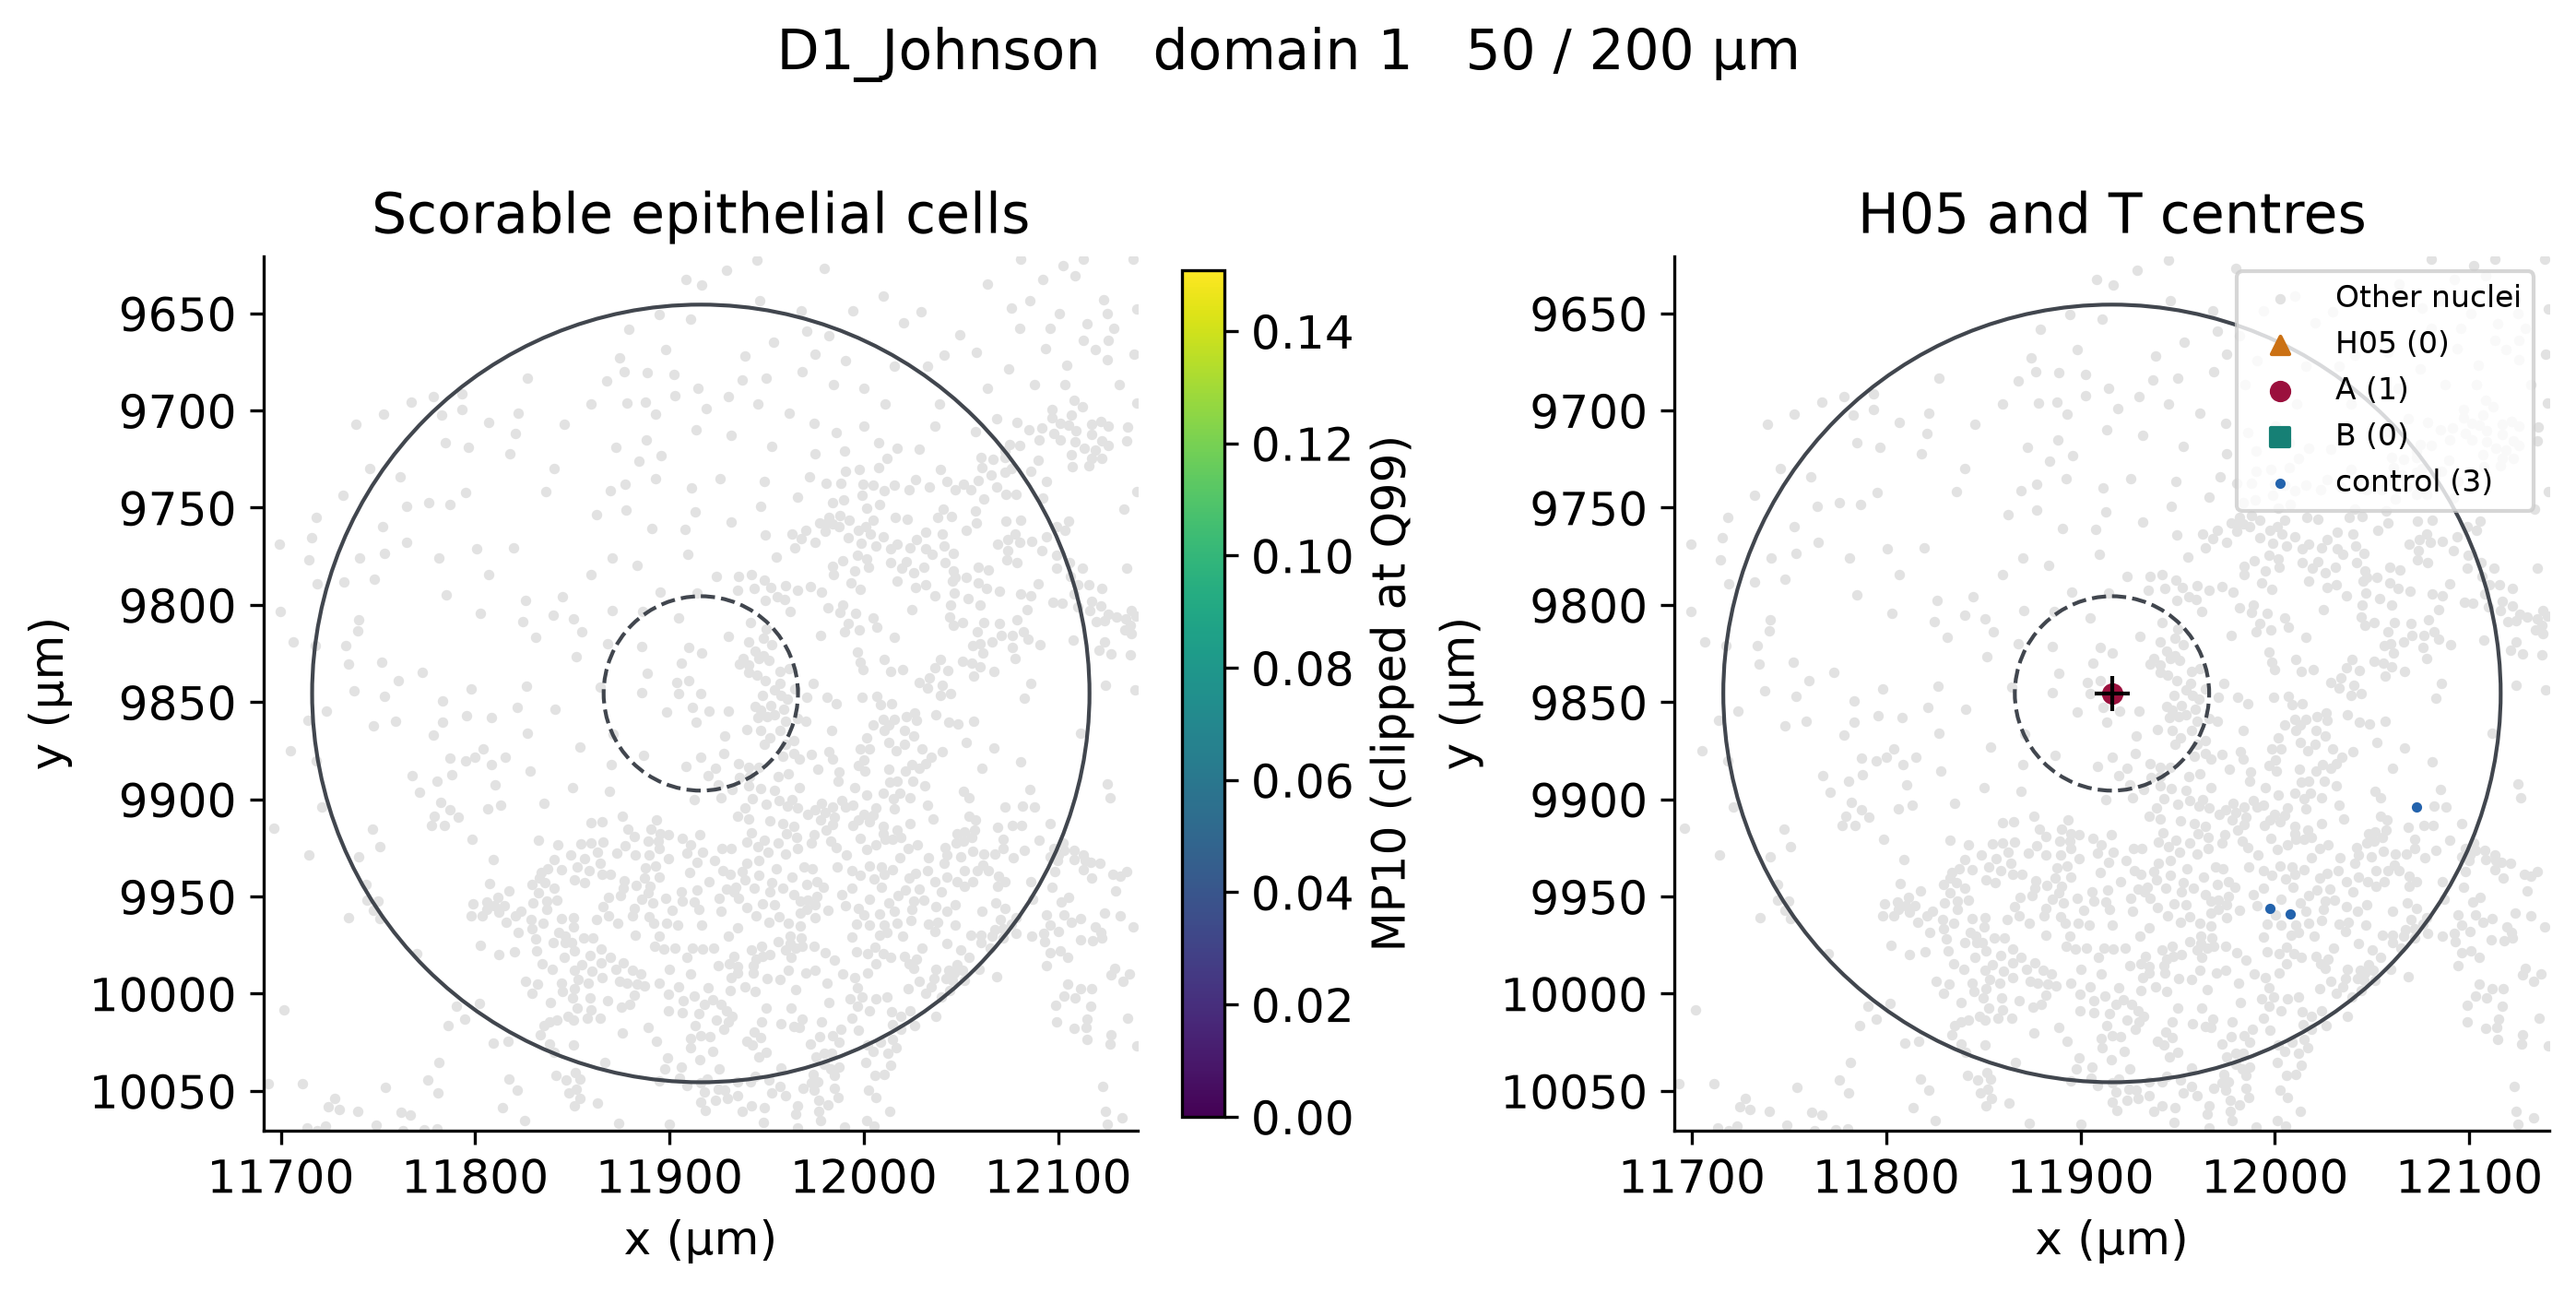 D1_Johnson domain 1 50 / 200 µm
Scorable epithelial cells
9650
9700
9750
9800
9850
9900
9950
10000
10050
y (µm)
11700 11800 11900 12000 12100
x (µm)
0.14
0.12
0.10
0.08
0.06
0.04
0.02
0.00
MP10 (clipped at Q99)
H05 and T centres
Other nuclei
H05 (0)
A (1)
B (0)
control (3)
9650
9700
9750
9800
9850
9900
9950
10000
10050
y (µm)
11700 11800 11900 12000 12100
x (µm)